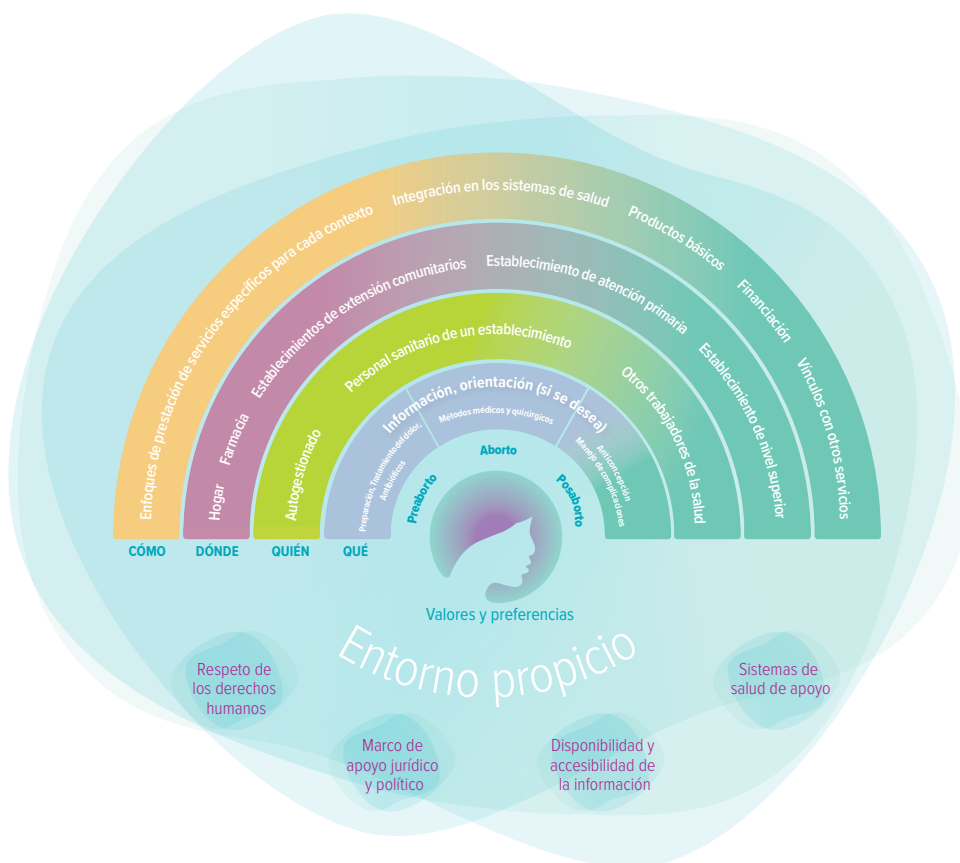 Enfoques de prestación de servicios específicos para cada contexto
Integración en los sistemas de salud
Productos básicos
Financiación
Vínculos con otros servicios
Hogar
Farmacia
Establecimientos de extensión comunitarios
Establecimiento de atención primaria
Establecimiento de nivel superior
Autogestionado
Personal sanitario de un establecimiento
Otros trabajadores de la salud
Información, orientación (si se desea)
Preparación, Tratamiento del dolor,
Antibióticos
Métodos médicos y quirúrgicos
Anticoncepción
Manejo de complicaciones
Preaborto
Aborto
Posaborto
CÓMO
DÓNDE
QUIÉN
QUÉ
Valores y preferencias
Entorno propicio
Respeto de
los derechos
humanos
Marco de
apoyo jurídico
y político
Disponibilidad y
accesibilidad de
la información
Sistemas de
salud de apoyo